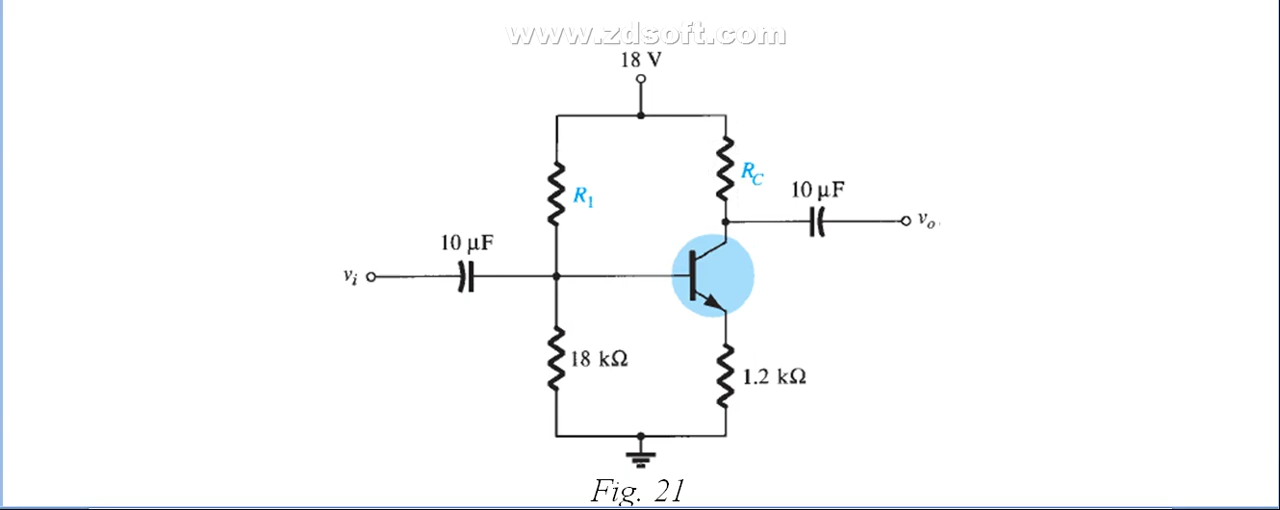 www.zdsoft.com
18 V
R1
RC
10 μF
vo
10 μF
vi
18 kΩ
1.2 kΩ
Fig. 21